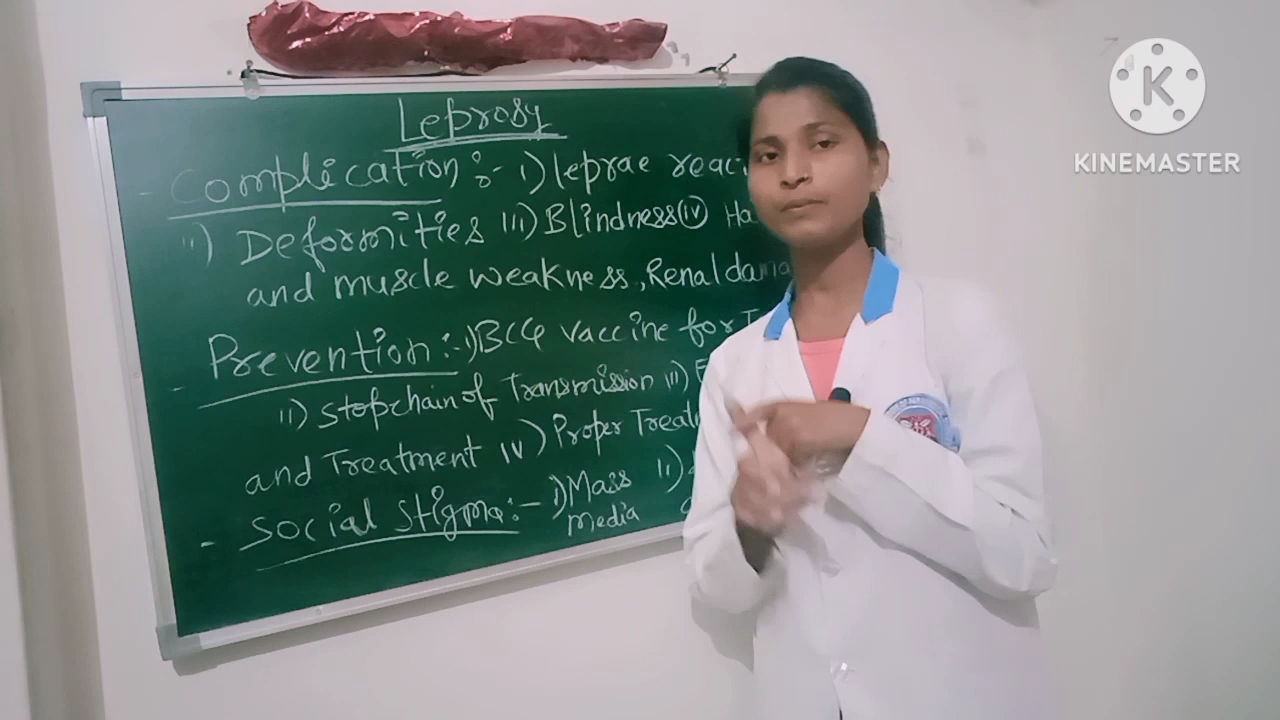 Leprosy
- Complication :- i) leprae reac
ii) Deformities iii) Blindness (iv) Ha
and muscle weakness, Renal dama
- Prevention :- i) BCG vaccine for T
ii) Stop chain of Transmission iii) E
and Treatment iv) Proper Treatm
- Social Stigma :- i) Mass ii)
media
K
KINEMASTER